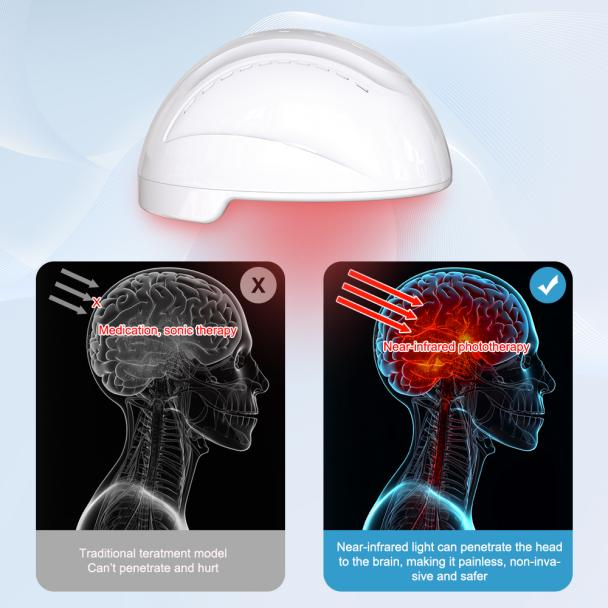 X
X
Medication, sonic therapy
Traditional teratment model
Can't penetrate and hurt
Near-infrared phototherapy
Near-infrared light can penetrate the head
to the brain, making it painless, non-inva-
sive and safer